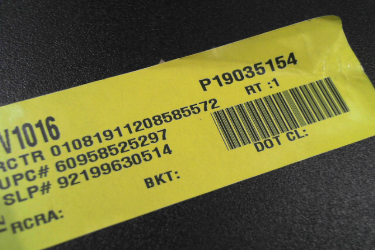 P19035154
V1016
RT :1
RCTR 01081911208585572
UPC# 60958525297
SLP# 92199630514
DOT CL:
BKT:
RCRA: